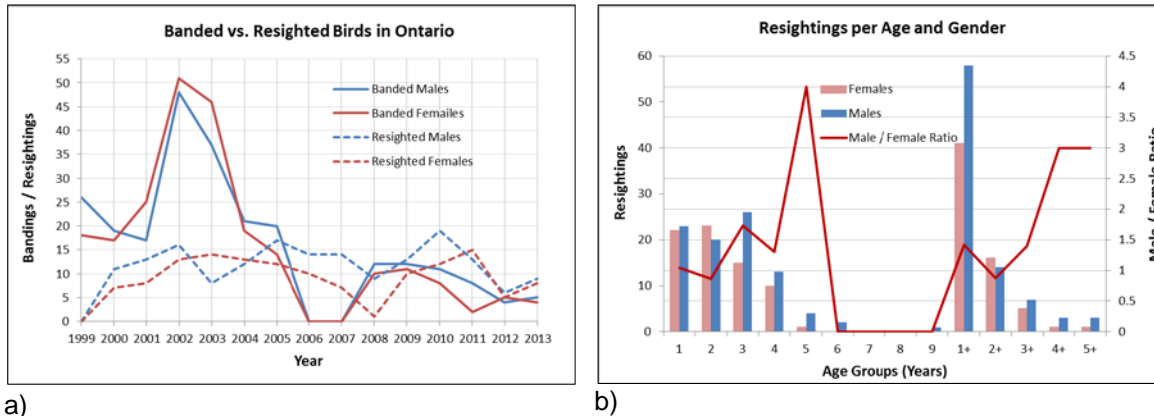 Banded vs. Resighted Birds in Ontario
Bandings / Resightings
55
50
45
40
35
30
25
20
15
10
5
0
Banded Males
Banded Femailes
Resighted Males
Resighted Females
1999 2000 2001 2002 2003 2004 2005 2006 2007 2008 2009 2010 2011 2012 2013
Year
a)
Resightings per Age and Gender
Resightings
60
50
40
30
20
10
0
Females
Males
Male / Female Ratio
4.5
4
3.5
3
2.5
2
1.5
1
0.5
0
Male / Female Ratio
1 2 3 4 5 6 7 8 9 1+ 2+ 3+ 4+ 5+
Age Groups (Years)
b)